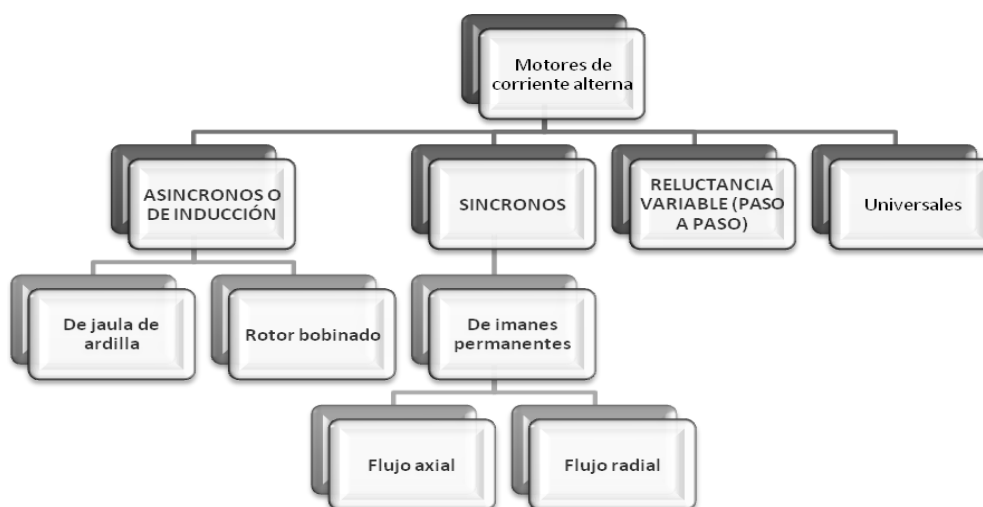 Motores de
corriente alterna
ASINCRONOS O
DE INDUCCIÓN
SINCRONOS
RELUCTANCIA
VARIABLE (PASO
A PASO)
Universales
De jaula de
ardilla
Rotor bobinado
De imanes
permanentes
Flujo axial
Flujo radial